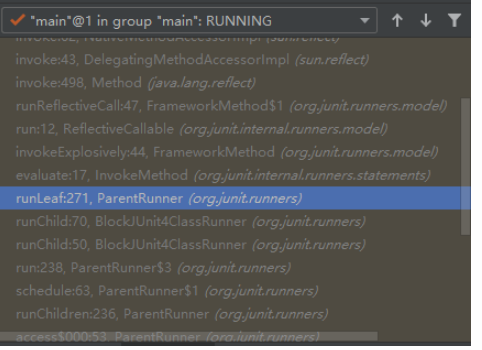 "main"@1 in group "main": RUNNING
invoke:62, NativeMethodAccessorImpl (sun.reflect)
invoke:43, DelegatingMethodAccessorImpl (sun.reflect)
invoke:498, Method (java.lang.reflect)
runReflectiveCall:47, FrameworkMethod$1 (org.junit.runners.model)
run:12, ReflectiveCallable (org.junit.internal.runners.model)
invokeExplosively:44, FrameworkMethod (org.junit.runners.model)
evaluate:17, InvokeMethod (org.junit.internal.runners.statements)
runLeaf:271, ParentRunner (org.junit.runners)
runChild:70, BlockJUnit4ClassRunner (org.junit.runners)
runChild:50, BlockJUnit4ClassRunner (org.junit.runners)
run:238, ParentRunner$3 (org.junit.runners)
schedule:63, ParentRunner$1 (org.junit.runners)
runChildren:236, ParentRunner (org.junit.runners)
access$000:53, ParentRunner (org.junit.runners)